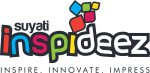 suyati
inspideez
INSPIRE. INNOVATE. IMPRESS